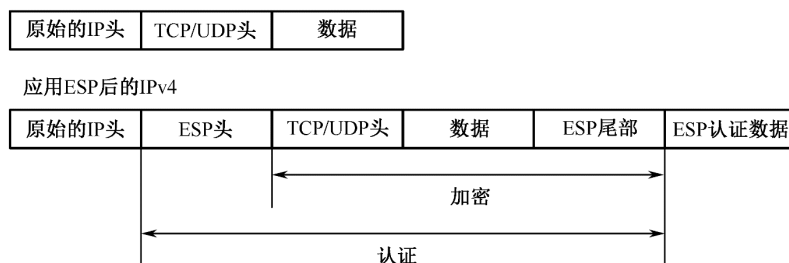 原始的IP头 TCP/UDP头 数据
应用ESP后的IPv4
原始的IP头 ESP头 TCP/UDP头 数据 ESP尾部 ESP认证数据
加密
认证